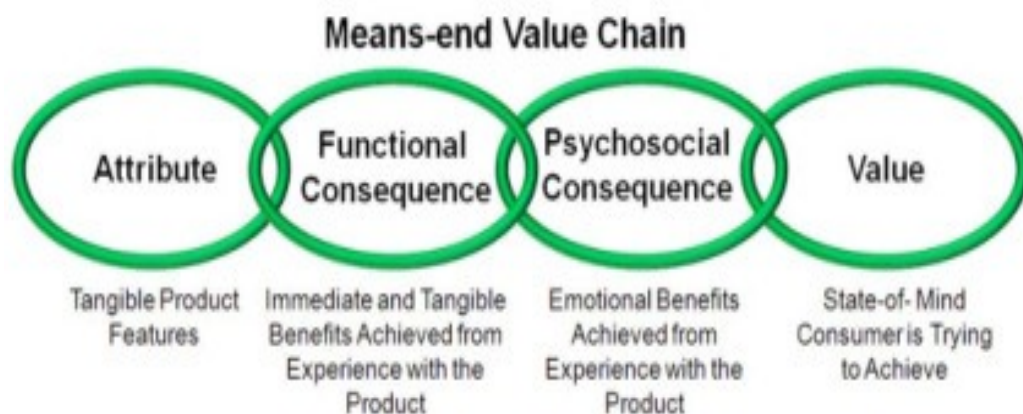 Means-end Value Chain
Attribute
Functional
Consequence
Psychosocial
Consequence
Value
Tangible Product
Features
Immediate and Tangible
Benefits Achieved from
Experience with the
Product
Emotional Benefits
Achieved from
Experience with the
Product
State-of- Mind
Consumer is Trying
to Achieve